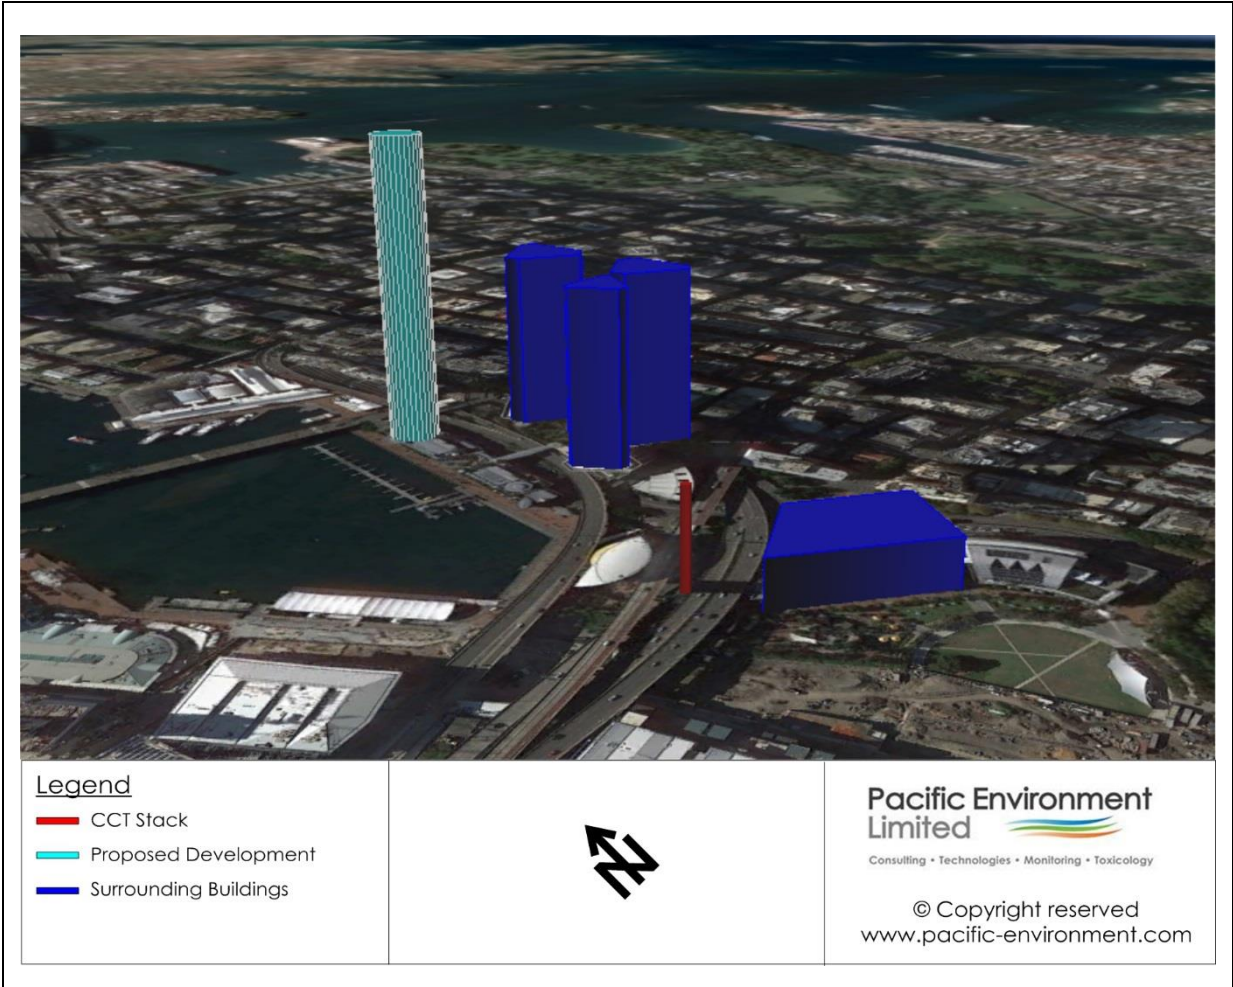 Legend
CCT Stack
Proposed Development
Surrounding Buildings
N
Pacific Environment
Limited
Consulting • Technologies • Monitoring • Toxicology
© Copyright reserved
www.pacific-environment.com